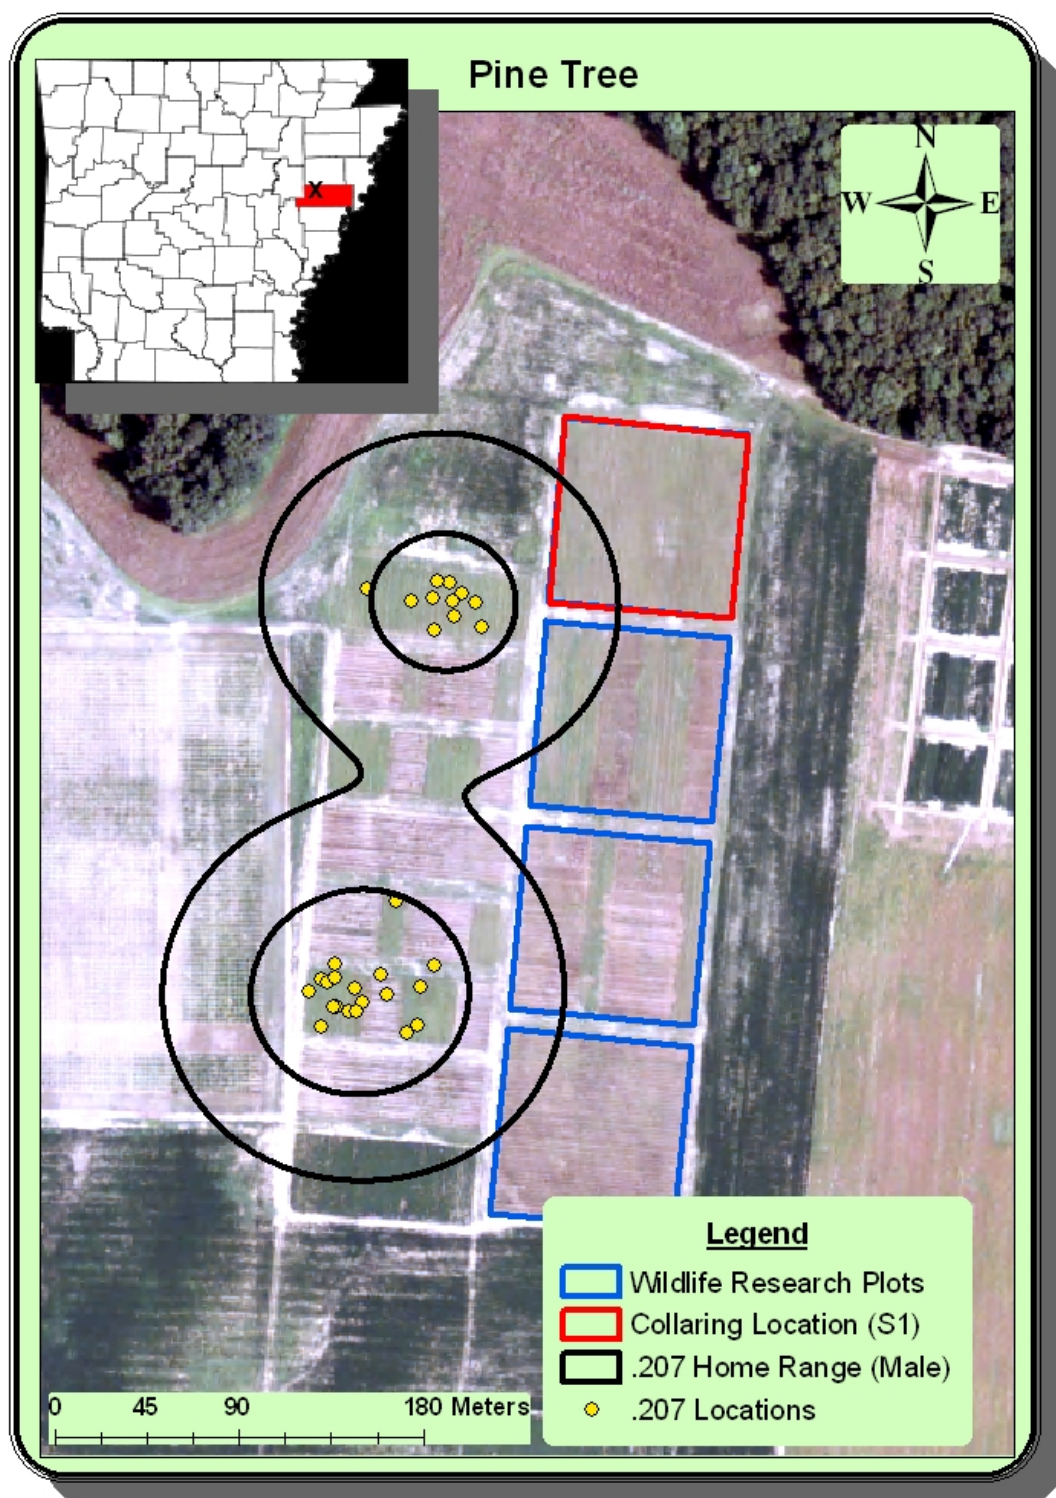 Pine Tree
X
N
W E
S
Legend
Wildlife Research Plots
Collaring Location (S1)
.207 Home Range (Male)
.207 Locations
0 45 90 180 Meters